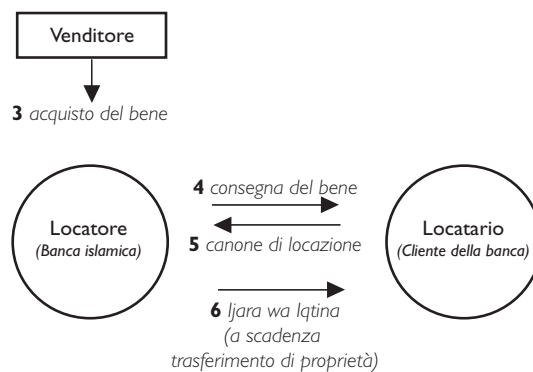 Venditore
3 acquisto del bene
4 consegna del bene
Locatore
(Banca islamica)
5 canone di locazione
Locatario
(Cliente della banca)
6 Ijara wa Iqtina
(a scadenza
trasferimento di proprietà)